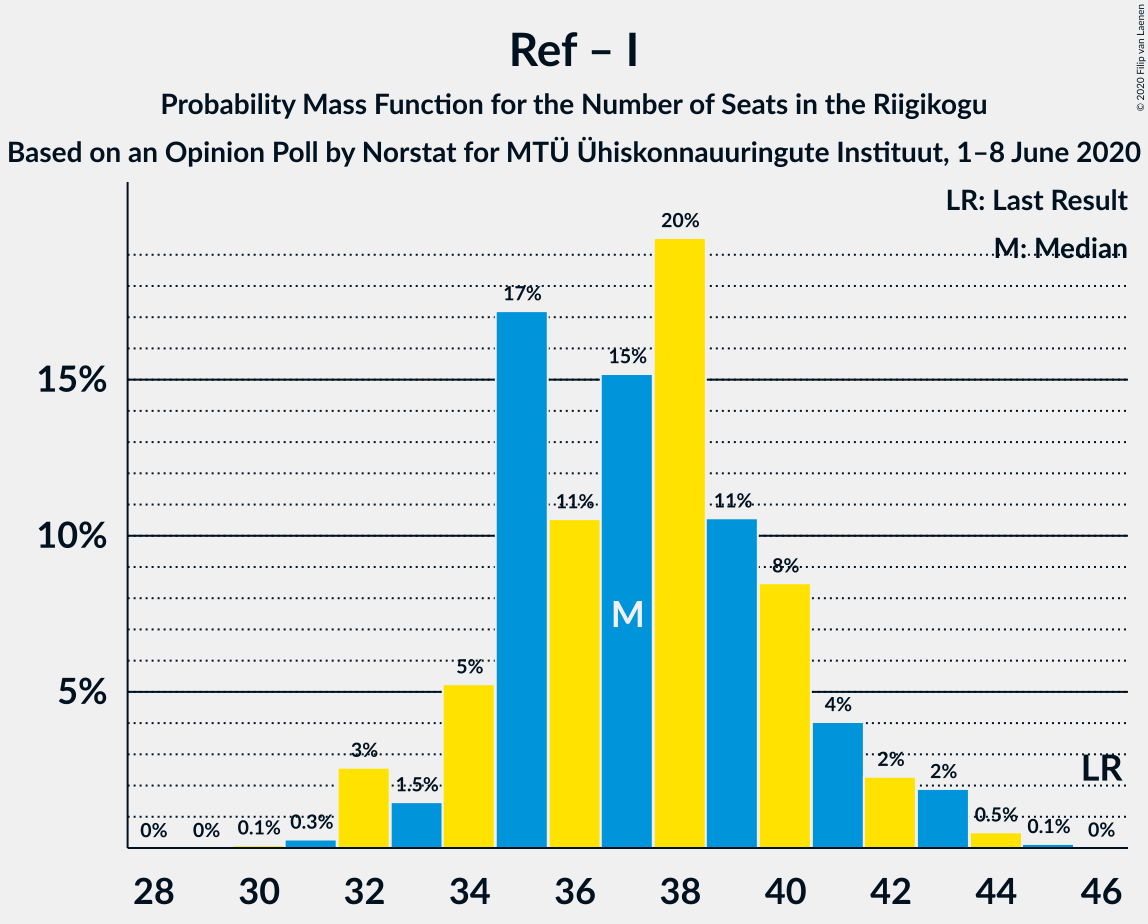 Ref – I
Probability Mass Function for the Number of Seats in the Riigikogu
Based on an Opinion Poll by Norstat for MTÜ Ühiskonnauuringute Instituut, 1–8 June 2020
© 2020 Filip van Laenen
LR: Last Result
M: Median
15%
10%
5%
0%
0%
0.1%
0.3%
3%
1.5%
5%
17%
11%
15%
20%
11%
8%
4%
2%
2%
0.5%
0.1%
0%
M
LR
28 30 32 34 36 38 40 42 44 46